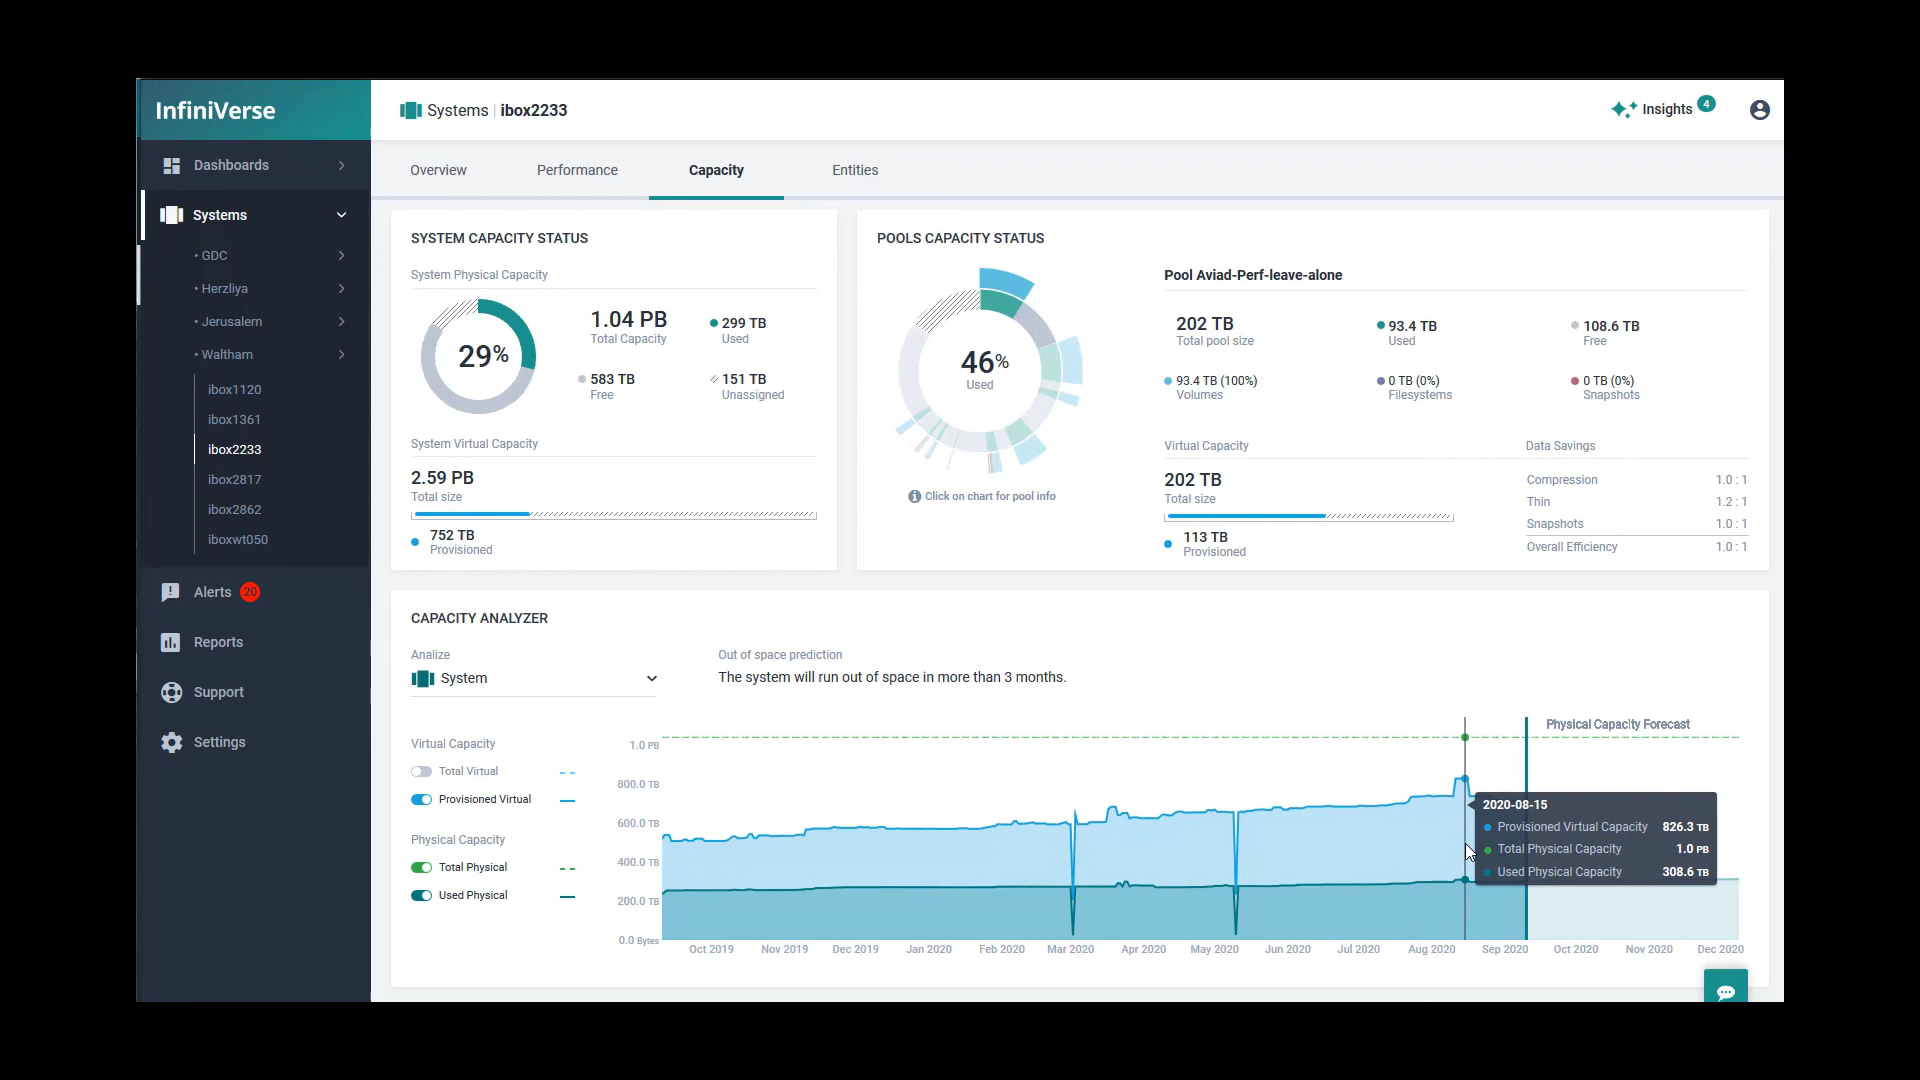 InfiniVerse
Systems | ibox2233
Insights 4
Dashboards
Systems
• GDC
• Herzliya
• Jerusalem
• Waltham
ibox1120
ibox1361
ibox2233
ibox2817
ibox2862
iboxwt050
Alerts 20
Reports
Support
Settings
Overview Performance Capacity Entities
SYSTEM CAPACITY STATUS
System Physical Capacity
29%
1.04 PB
Total Capacity
299 TB
Used
583 TB
Free
151 TB
Unassigned
System Virtual Capacity
2.59 PB
Total size
752 TB
Provisioned
POOLS CAPACITY STATUS
46%
Used
Click on chart for pool info
Pool Aviad-Perf-leave-alone
202 TB
Total pool size
93.4 TB
Used
108.6 TB
Free
93.4 TB (100%)
Volumes
0 TB (0%)
Filesystems
0 TB (0%)
Snapshots
Virtual Capacity
202 TB
Total size
113 TB
Provisioned
Data Savings
Compression 1.0 : 1
Thin 1.2 : 1
Snapshots 1.0 : 1
Overall Efficiency 1.0 : 1
CAPACITY ANALYZER
Analize
System
Out of space prediction
The system will run out of space in more than 3 months.
Virtual Capacity
Total Virtual
Provisioned Virtual
Physical Capacity
Total Physical
Used Physical
Physical Capacity Forecast
1.0 PB
800.0 TB
600.0 TB
400.0 TB
200.0 TB
0.0 Bytes
2020-08-15
Provisioned Virtual Capacity 826.3 TB
Total Physical Capacity 1.0 PB
Used Physical Capacity 308.6 TB
Oct 2019 Nov 2019 Dec 2019 Jan 2020 Feb 2020 Mar 2020 Apr 2020 May 2020 Jun 2020 Jul 2020 Aug 2020 Sep 2020 Oct 2020 Nov 2020 Dec 2020